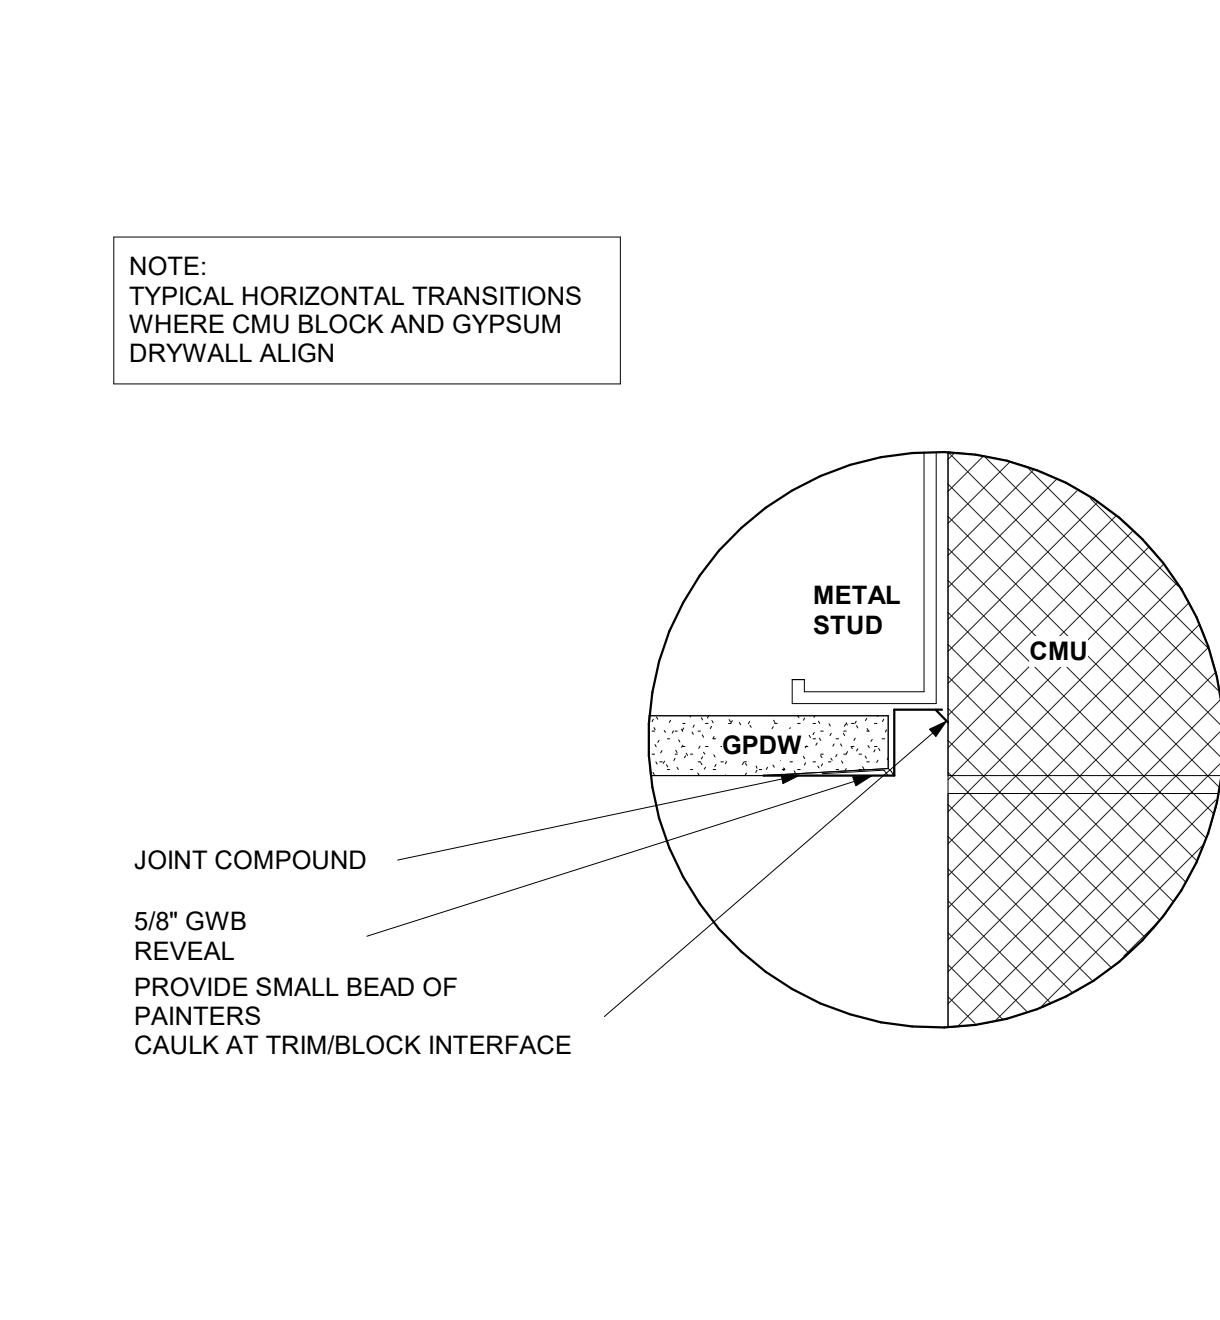 NOTE:
TYPICAL HORIZONTAL TRANSITIONS
WHERE CMU BLOCK AND GYPSUM
DRYWALL ALIGN
METAL
STUD
CMU
GPDW
JOINT COMPOUND
5/8" GWB
REVEAL
PROVIDE SMALL BEAD OF
PAINTERS
CAULK AT TRIM/BLOCK INTERFACE